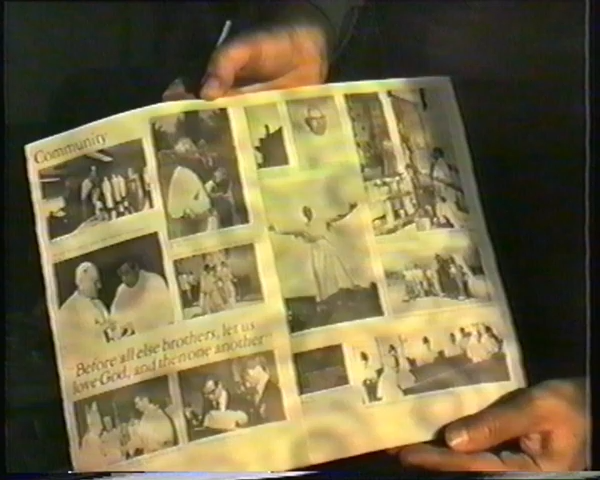 Community
Before all else brothers, let us
love God, and then one another